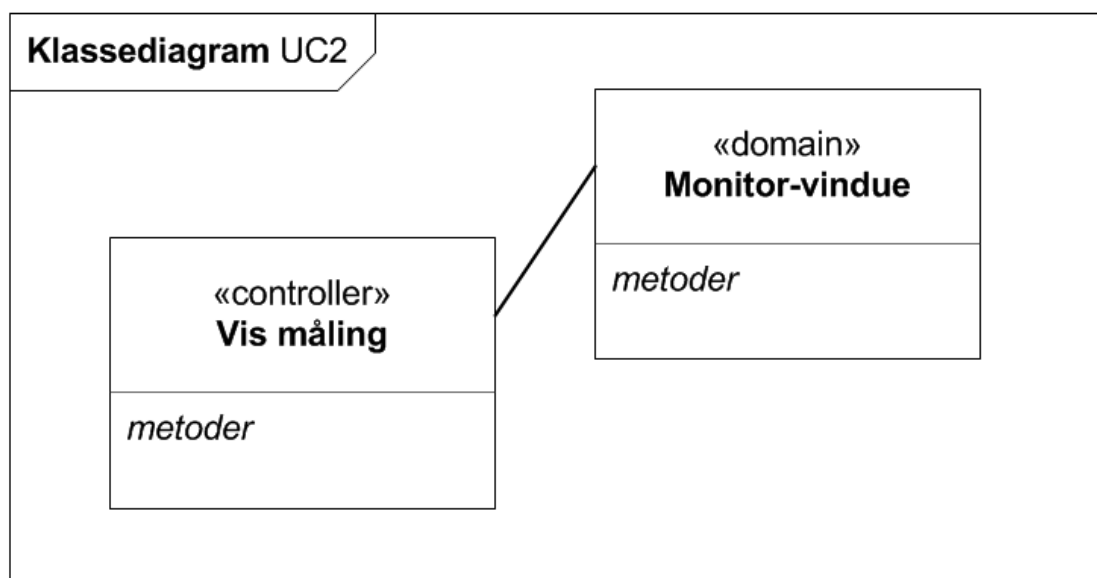 Klassediagram UC2
«domain»
Monitor-vindue
metoder
«controller»
Vis måling
metoder